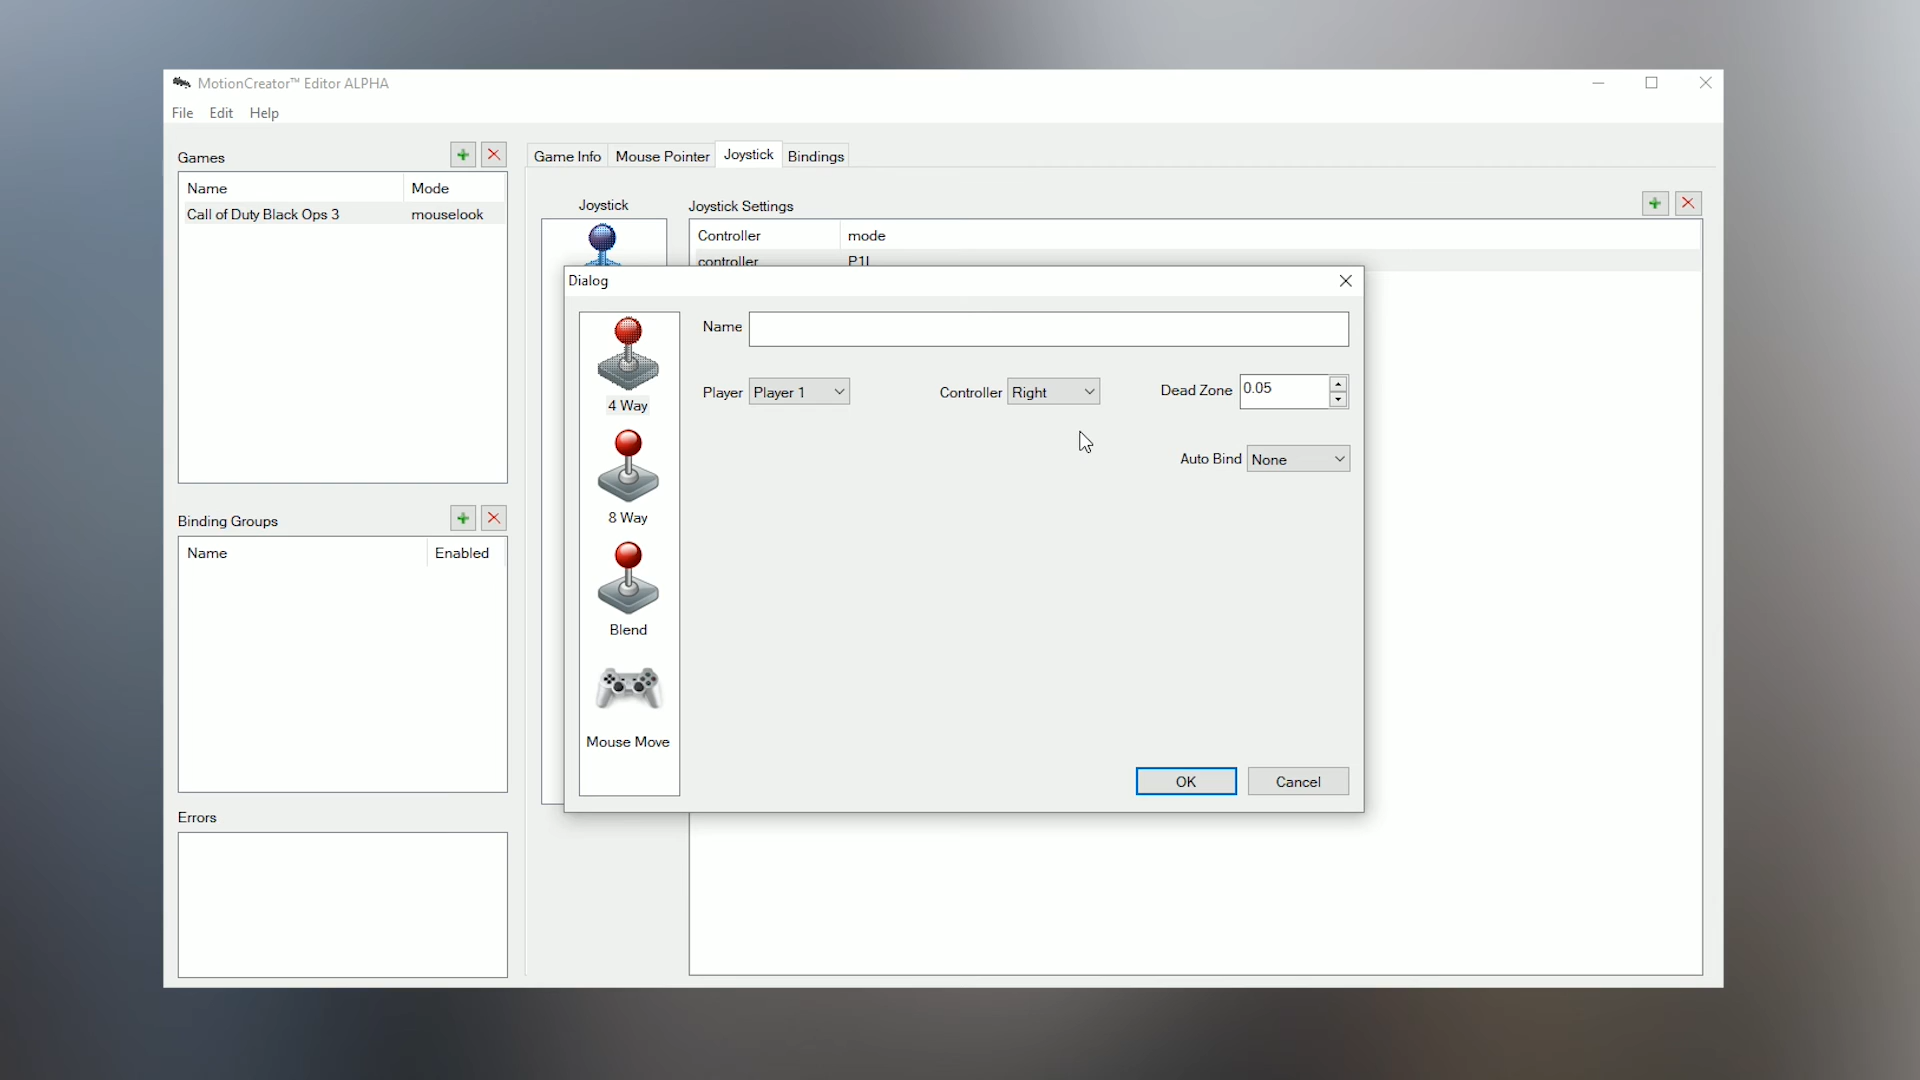 MotionCreator™ Editor ALPHA
File Edit Help
Games
Name Mode
Call of Duty Black Ops 3 mouselook
Binding Groups
Name Enabled
Errors
Game Info Mouse Pointer Joystick Bindings
Joystick
Joystick Settings
Controller mode
controller P1L
Dialog
4 Way
8 Way
Blend
Mouse Move
Name
Player Player 1 Controller Right Dead Zone 0.05
Auto Bind None
OK Cancel